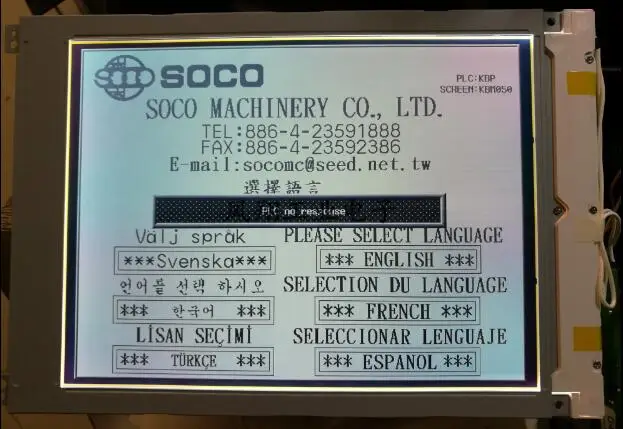 SOCO SOCO
PLC:KBP
SCREEN:KBM050
SOCO MACHINERY CO., LTD.
TEL:886-4-23591888
FAX:886-4-23592386
E-mail:socomc@seed.net.tw
選擇語言
PLC no response
Välj språk
PLEASE SELECT LANGUAGE
***Svenska***
*** ENGLISH ***
언어를 선택 하시오
SELECTION DU LANGUAGE
*** 한국어 ***
*** FRENCH ***
LİSAN SEÇİMİ
SELECCIONAR LENGUAJE
*** TÜRKÇE ***
*** ESPANOL ***